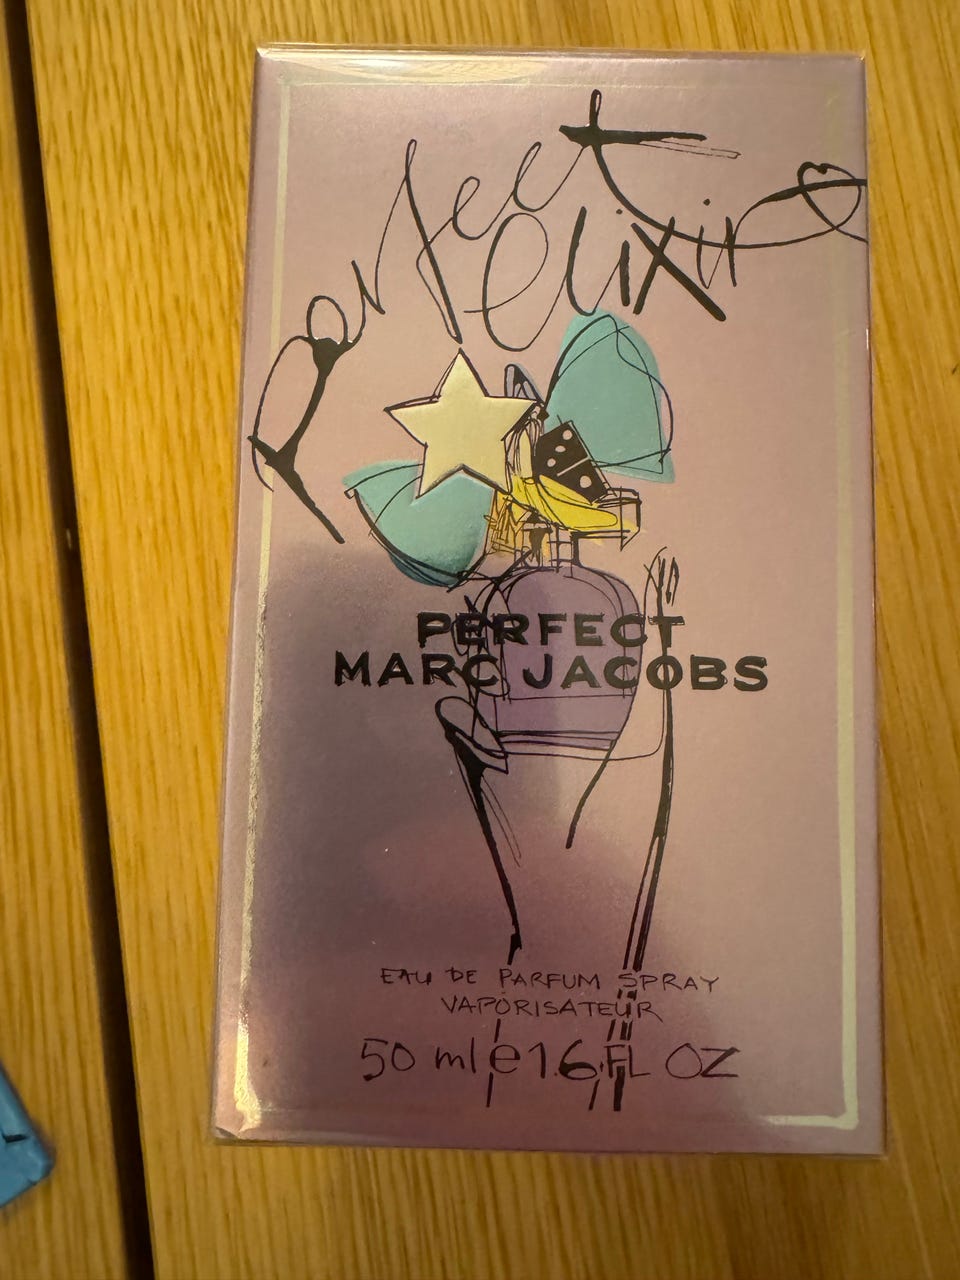 Perfect
elixir
PERFECT
MARC JACOBS
EAU DE PARFUM SPRAY
VAPORISATEUR
50 ml e 1.6 FL OZ